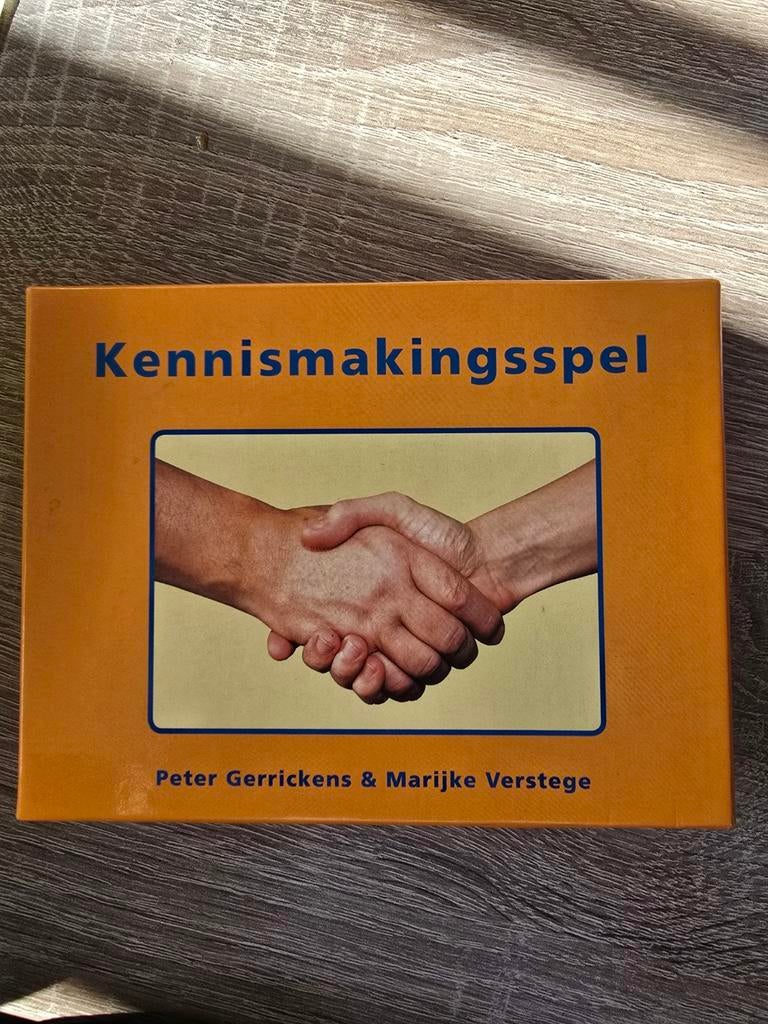 Kennismakingsspel
Peter Gerrickens & Marijke Verstege